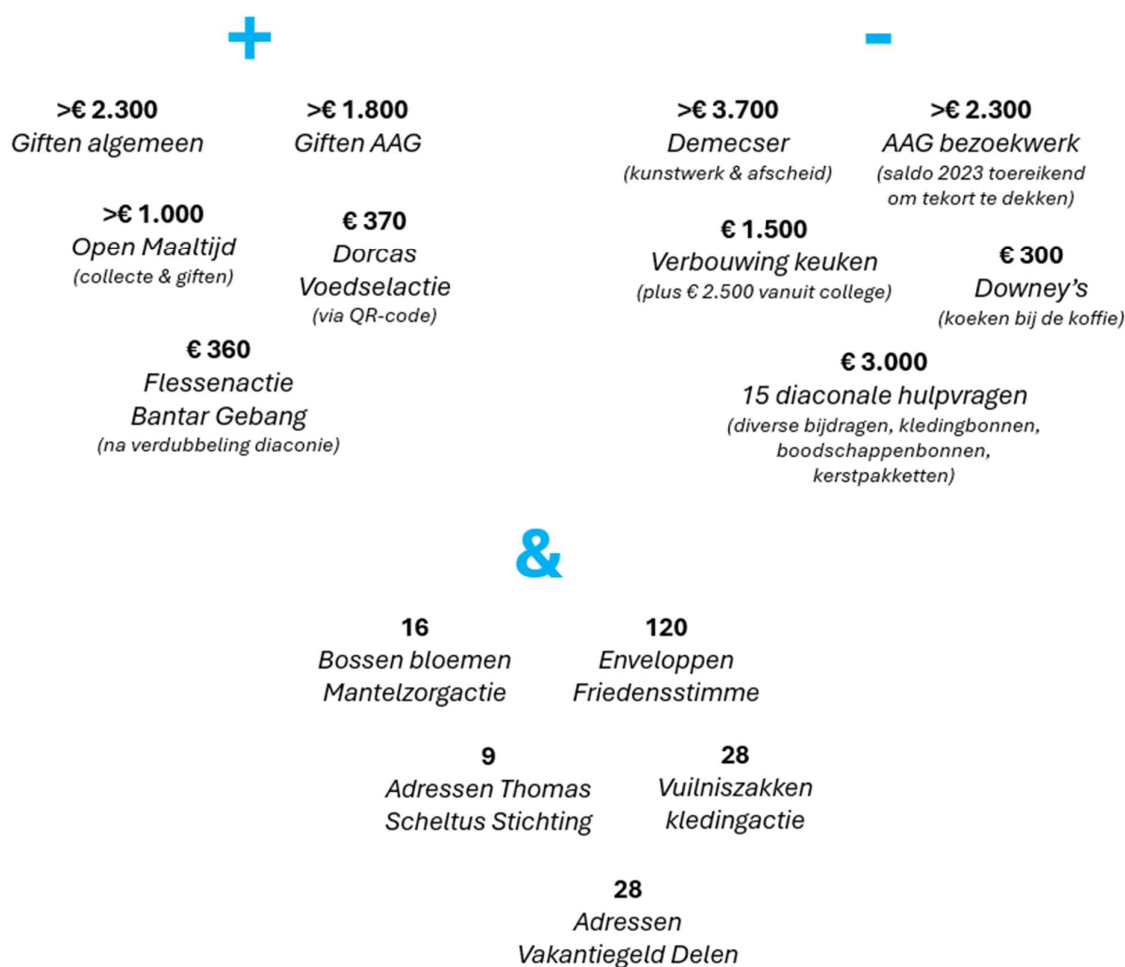 +
>€ 2.300
Giften algemeen
>€ 1.800
Giften AAG
>€ 1.000
Open Maaltijd
(collecte & giften)
€ 370
Dorcas
Voedselactie
(via QR-code)
€ 360
Flessenactie
Bantar Gebang
(na verdubbeling diaconie)
-
>€ 3.700
Demecser
(kunstwerk & afscheid)
>€ 2.300
AAG bezoekwerk
(saldo 2023 toereikend
om tekort te dekken)
€ 1.500
Verbouwing keuken
(plus € 2.500 vanuit college)
€ 300
Downey's
(koeken bij de koffie)
€ 3.000
15 diaconale hulpvragen
(diverse bijdragen, kledingbonnen,
boodschappenbonnen,
kerstpakketten)
&
16
Bossen bloemen
Mantelzorgactie
120
Enveloppen
Friedensstimme
9
Adressen Thomas
Scheltus Stichting
28
Vuilniszakken
kledingactie
28
Adressen
Vakantiegeld Delen